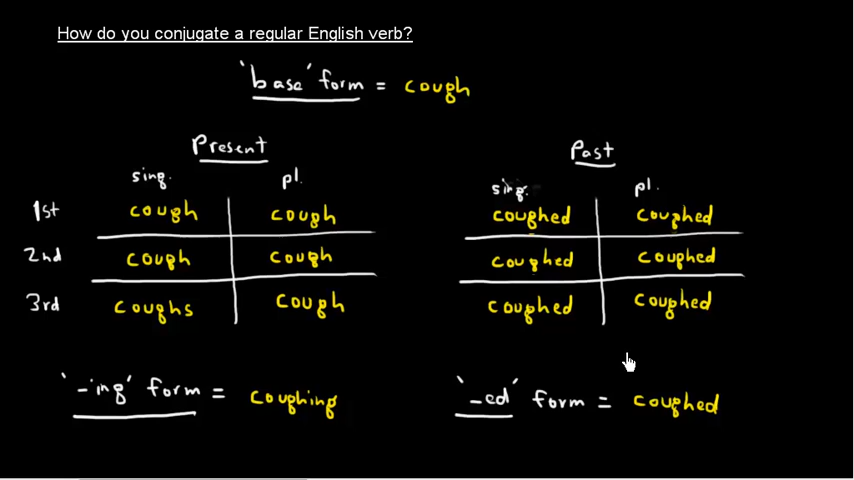 How do you conjugate a regular English verb?
'base' form = cough
Present
Past
sing. pl.
sing. pl.
1st cough cough coughed coughed
2nd cough cough coughed coughed
3rd coughs cough coughed coughed
'-ing' form = coughing
'-ed' form = coughed